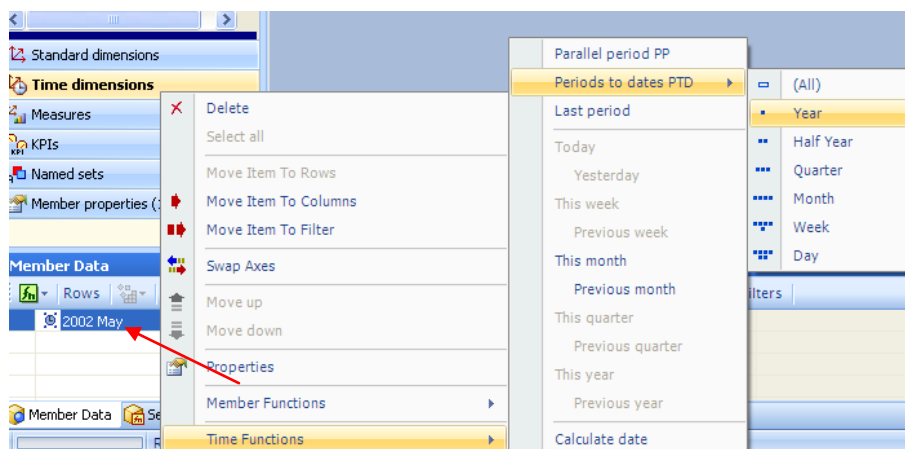 Standard dimensions
Time dimensions
Measures
KPI
KPIs
Named sets
Member properties (
Member Data
fn
Rows
2002 May
Member Data
Delete
Select all
Move Item To Rows
Move Item To Columns
Move Item To Filter
Swap Axes
Move up
Move down
Properties
Member Functions
Time Functions
Parallel period PP
Periods to dates PTD
Last period
Today
Yesterday
This week
Previous week
This month
Previous month
This quarter
Previous quarter
This year
Previous year
Calculate date
(All)
Year
Half Year
Quarter
Month
Week
Day